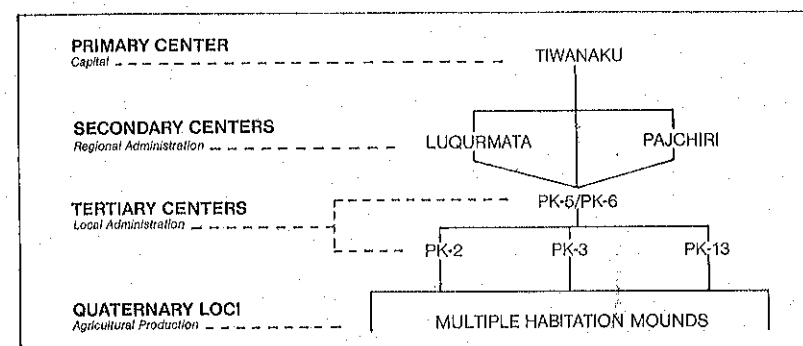 PRIMARY CENTER
Capital
TIWANAKU
SECONDARY CENTERS
Regional Administration
LUQURMATA PAJCHIRI
TERTIARY CENTERS
Local Administration
PK-5/PK-6
PK-2 PK-3 PK-13
QUATERNARY LOCI
Agricultural Production
MULTIPLE HABITATION MOUNDS